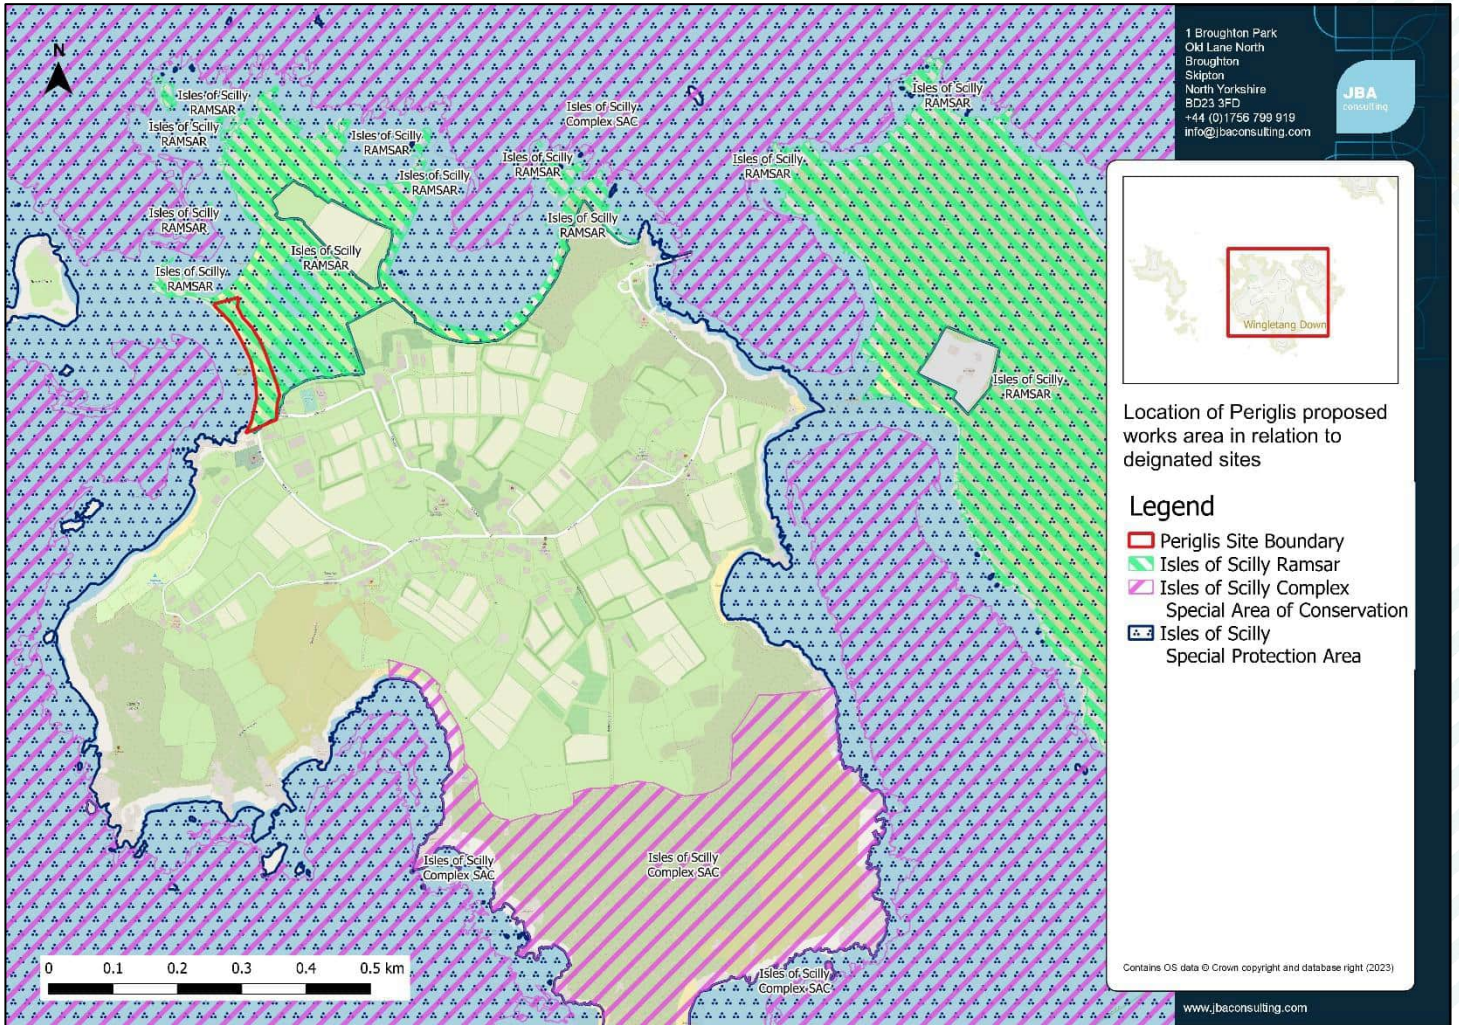 N
Isles of Scilly
RAMSAR
Isles of Scilly
RAMSAR
Isles of Scilly
RAMSAR
Isles of Scilly
RAMSAR
Isles of Scilly
RAMSAR
Isles of Scilly
RAMSAR
Isles of Scilly
RAMSAR
Isles of Scilly
Complex SAC
Isles of Scilly
RAMSAR
Isles of Scilly
RAMSAR
Isles of Scilly
RAMSAR
Isles of Scilly
RAMSAR
Isles of Scilly
RAMSAR
Isles of Scilly
Complex SAC
Isles of Scilly
Complex SAC
Isles of Scilly
Complex SAC
0 0.1 0.2 0.3 0.4 0.5 km
1 Broughton Park
Old Lane North
Broughton
Skipton
North Yorkshire
BD23 3FD
+44 (0)1756 799 919
info@jbaconsulting.com
JBA
consulting
Wingletang Down
Location of Periglis proposed
works area in relation to
deignated sites
Legend
Periglis Site Boundary
Isles of Scilly Ramsar
Isles of Scilly Complex
Special Area of Conservation
Isles of Scilly
Special Protection Area
Contains OS data © Crown copyright and database right (2023)
www.jbaconsulting.com